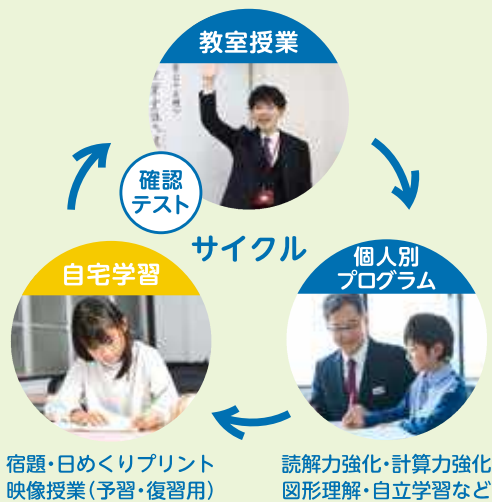 教室授業
確認
テスト
サイクル
自宅学習
個人別
プログラム
宿題・日めくりプリント
映像授業(予習・復習用)
読解力強化・計算力強化
図形理解・自立学習など